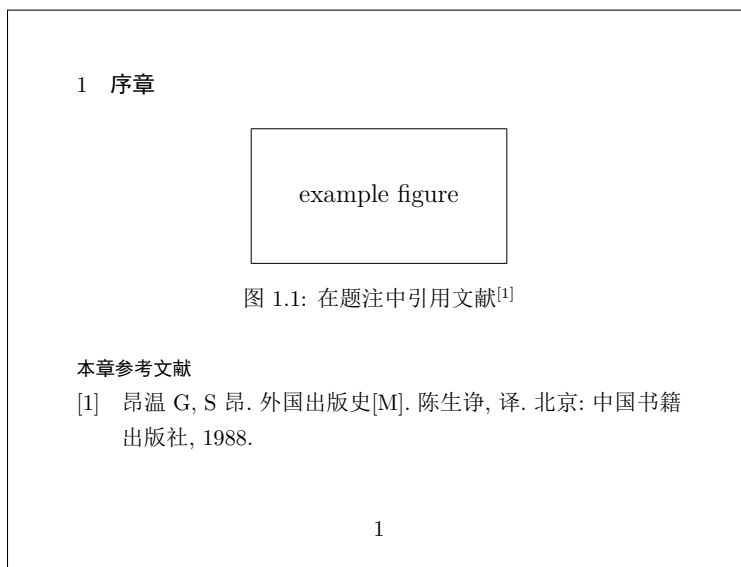 1 序章
example figure
图 1.1: 在题注中引用文献[1]
本章参考文献
[1] 昂温 G, S 昂. 外国出版史[M]. 陈生诤, 译. 北京: 中国书籍
出版社, 1988.
1